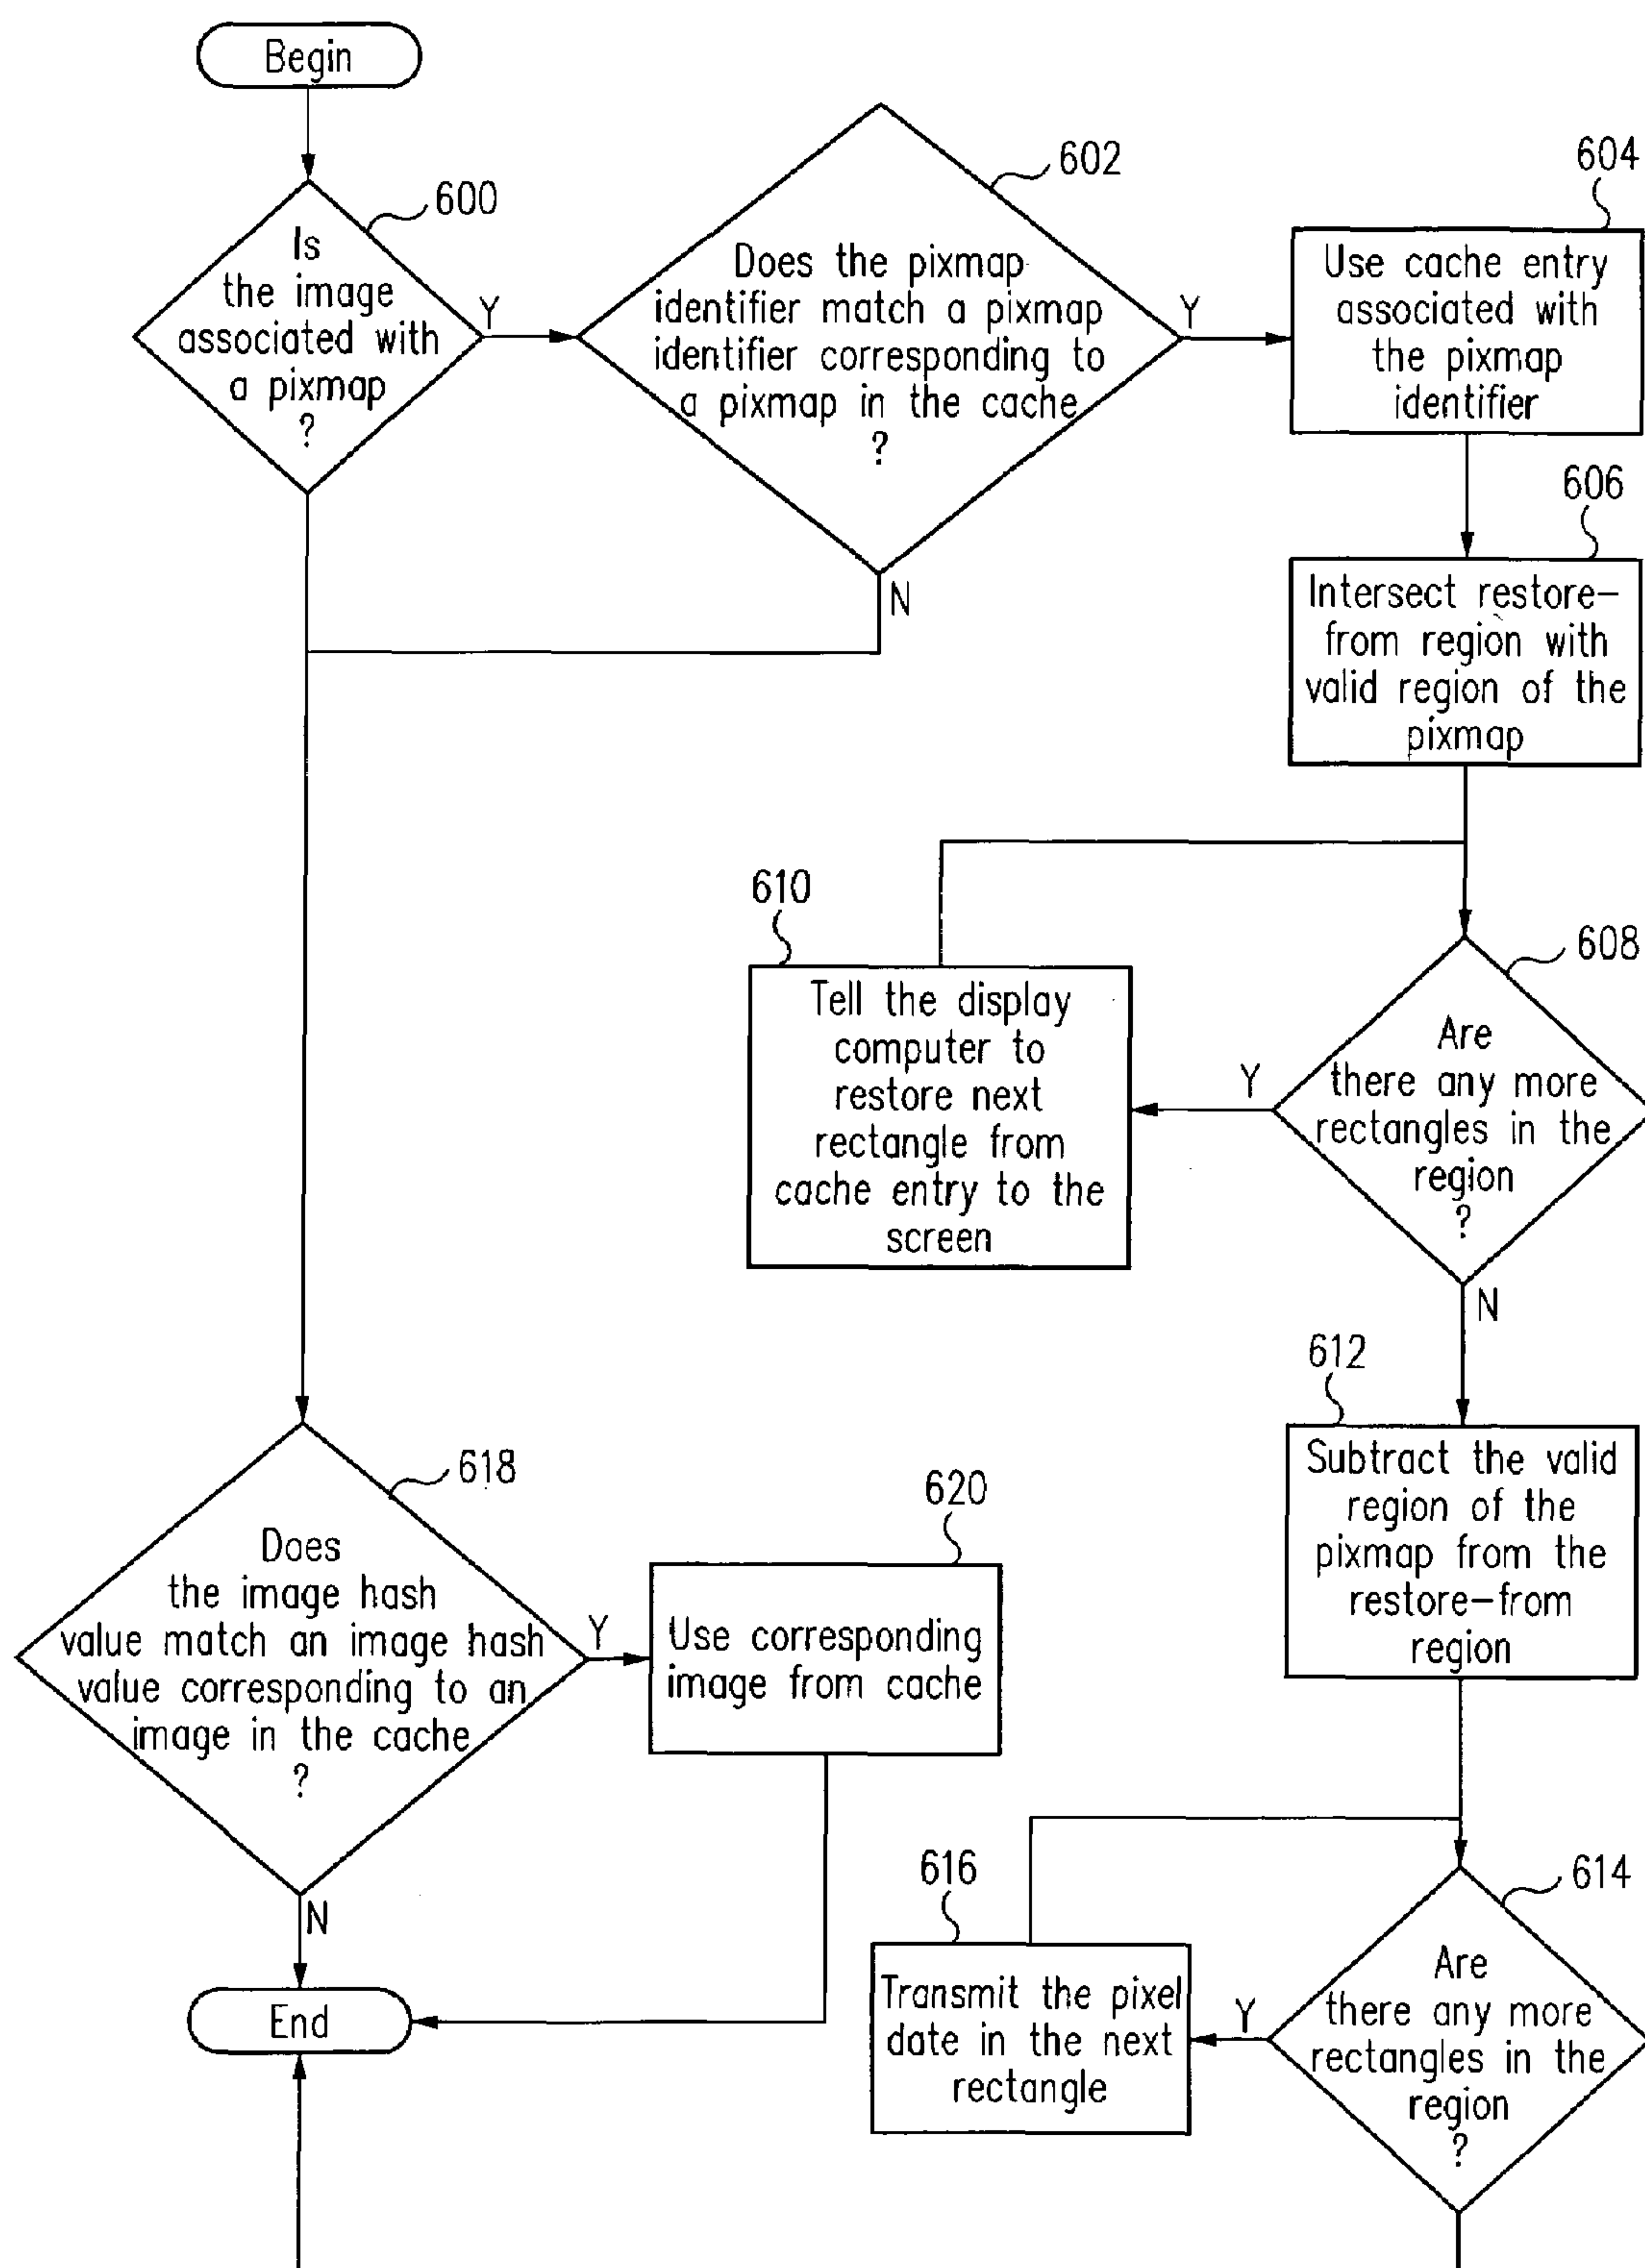 Begin
600
Is
the image
associated with
a pixmap
?
Y
602
Does the pixmap
identifier match a pixmap
identifier corresponding to
a pixmap in the cache
?
Y
N
604
Use cache entry
associated with
the pixmap
identifier
606
Intersect restore-
from region with
valid region of the
pixmap
608
Are
there any more
rectangles in the
region
?
Y
N
610
Tell the display
computer to
restore next
rectangle from
cache entry to the
screen
612
Subtract the valid
region of the
pixmap from the
restore-from
region
614
Are
there any more
rectangles in the
region
?
Y
616
Transmit the pixel
date in the next
rectangle
618
Does
the image hash
value match an image hash
value corresponding to an
image in the cache
?
Y
N
620
Use corresponding
image from cache
End